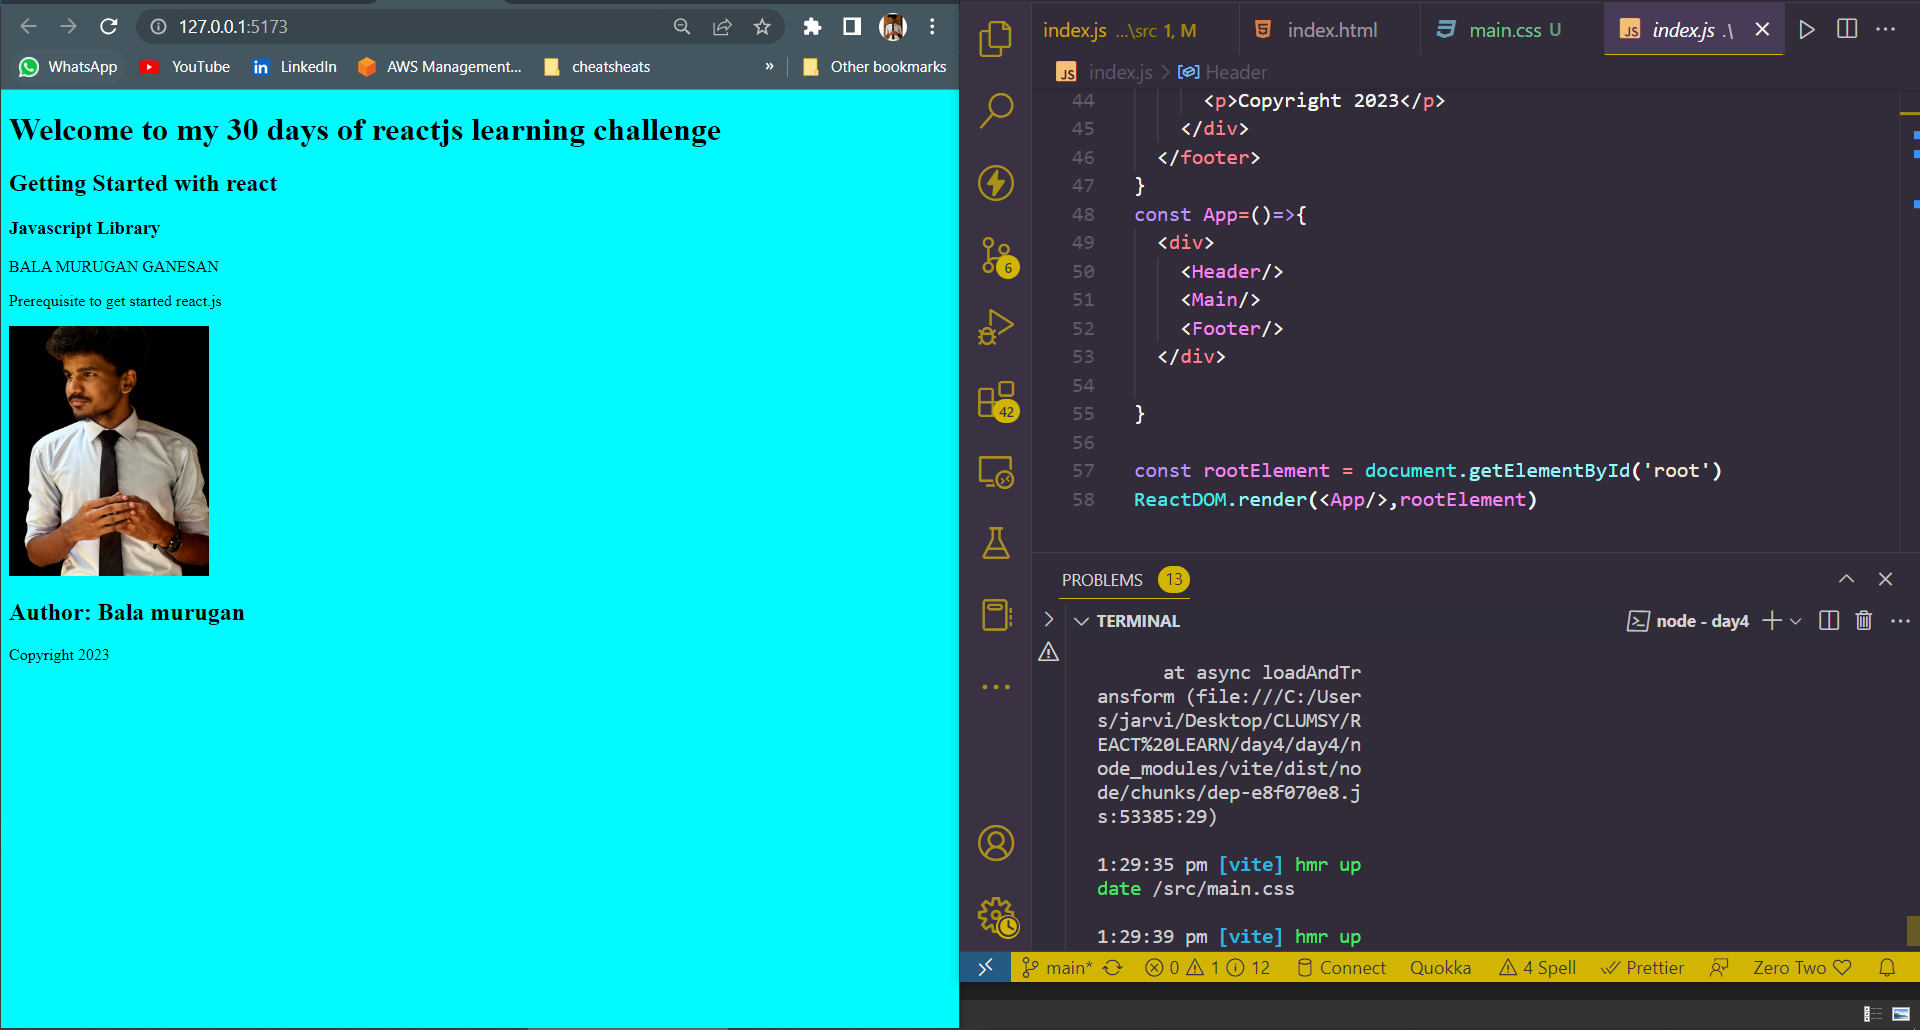 127.0.0.1:5173
WhatsApp YouTube LinkedIn AWS Management... cheatsheats » Other bookmarks
Welcome to my 30 days of reactjs learning challenge
Getting Started with react
Javascript Library
BALA MURUGAN GANESAN
Prerequisite to get started react.js
Author: Bala murugan
Copyright 2023
index.js ...\src 1, M index.html main.css U JS index.js .\
JS index.js > Header
44 <p>Copyright 2023</p>
45 </div>
46 </footer>
47 }
48 const App=()=>{
49 <div>
50 <Header/>
51 <Main/>
52 <Footer/>
53 </div>
54
55 }
56
57 const rootElement = document.getElementById('root')
58 ReactDOM.render(<App/>,rootElement)
6
42
PROBLEMS 13
TERMINAL node - day4
at async loadAndTr
ansform (file:///C:/User
s/jarvi/Desktop/CLUMSY/R
EACT%20LEARN/day4/day4/n
ode_modules/vite/dist/no
de/chunks/dep-e8f070e8.j
s:53385:29)
1:29:35 pm [vite] hmr up
date /src/main.css
1:29:39 pm [vite] hmr up
main* 0 1 12 Connect Quokka 4 Spell Prettier Zero Two